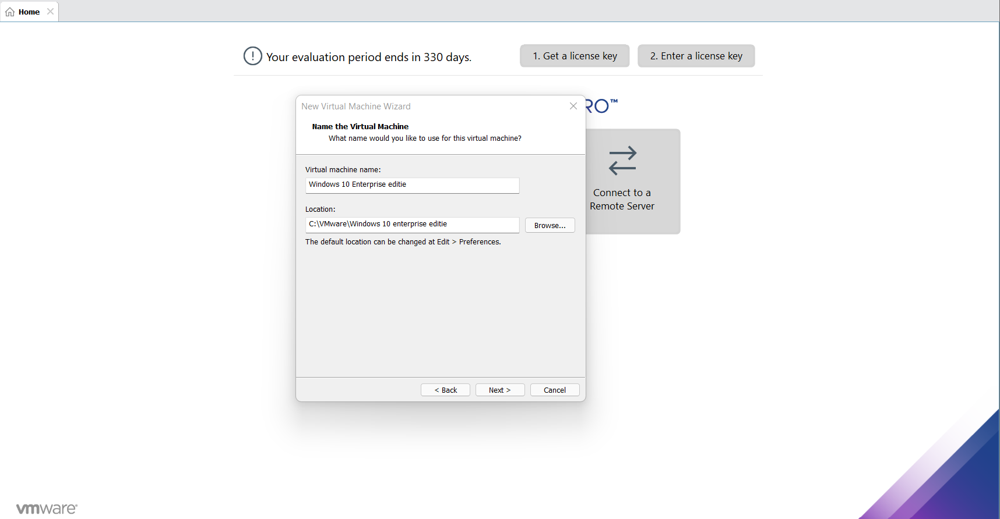 Home
Your evaluation period ends in 330 days.
1. Get a license key
2. Enter a license key
New Virtual Machine Wizard
RO™
Name the Virtual Machine
What name would you like to use for this virtual machine?
Virtual machine name:
Windows 10 Enterprise editie
Location:
C:\VMware\Windows 10 enterprise editie
Browse...
The default location can be changed at Edit > Preferences.
Connect to a
Remote Server
< Back
Next >
Cancel
vmware®